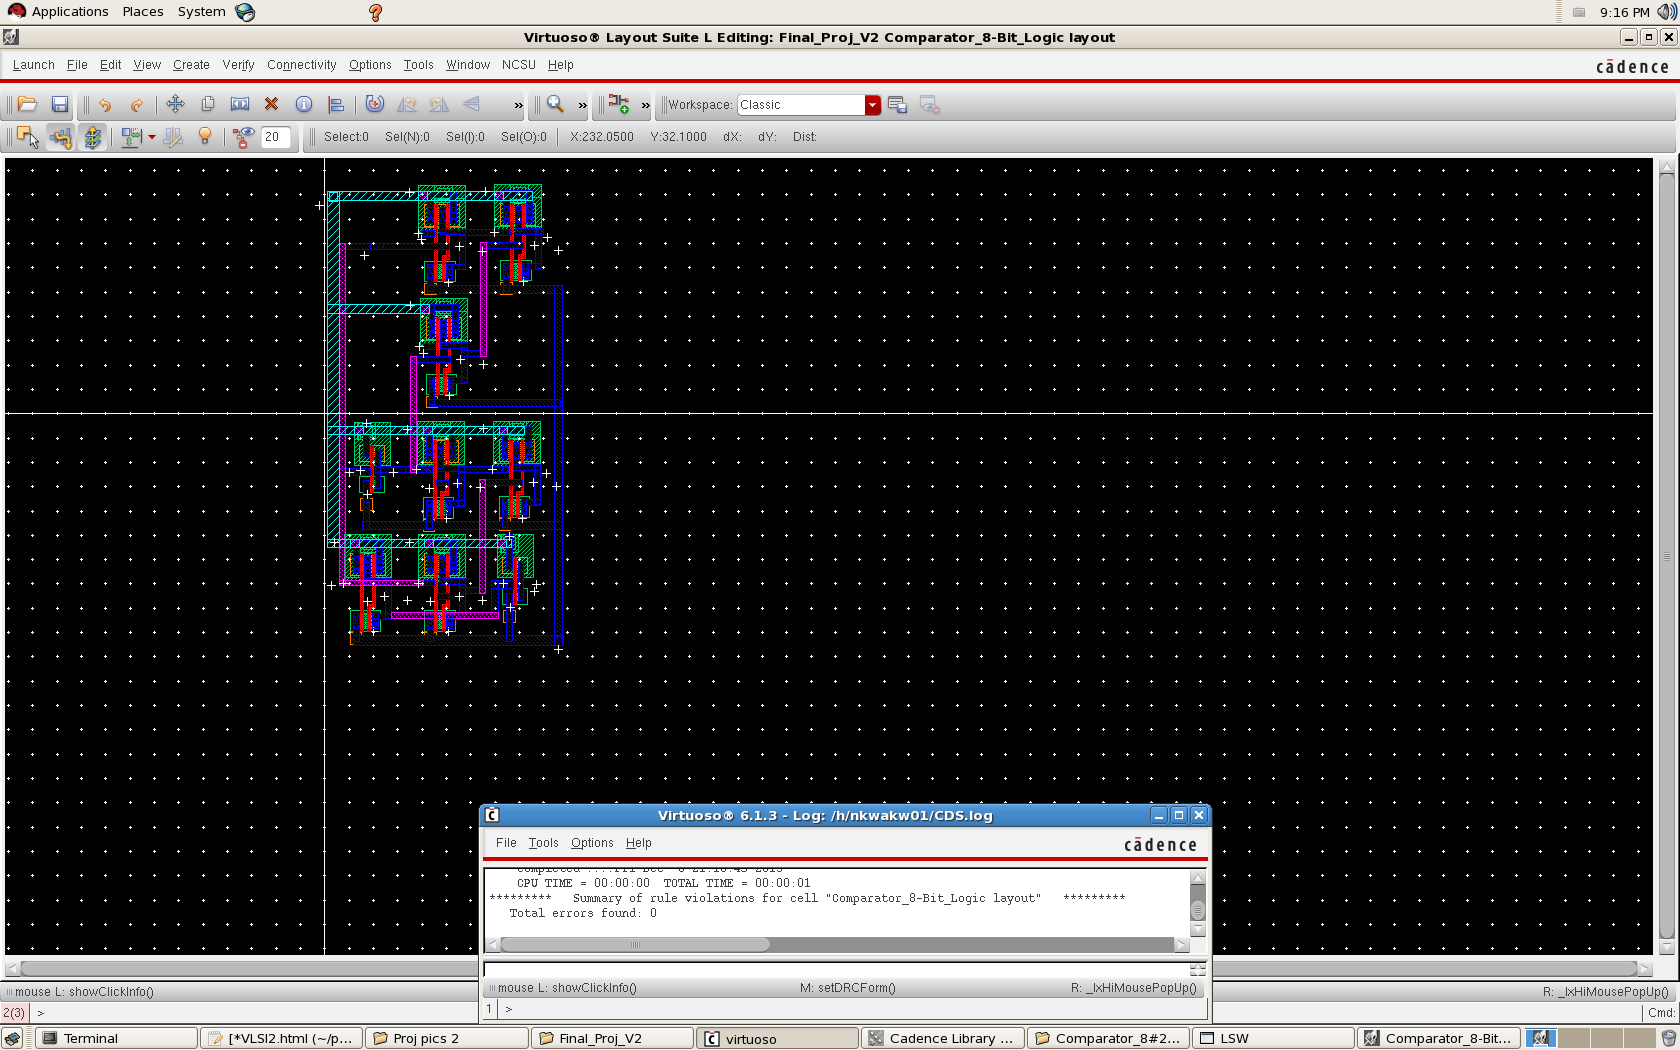 Applications Places System 9:16 PM
Virtuoso® Layout Suite L Editing: Final_Proj_V2 Comparator_8-Bit_Logic layout
Launch File Edit View Create Verify Connectivity Options Tools Window NCSU Help
cādence
» » » Workspace: Classic
20 Select:0 Sel(N):0 Sel(I):0 Sel(O):0 X:232.0500 Y:32.1000 dX: dY: Dist:
Virtuoso® 6.1.3 - Log: /h/nkwakw01/CDS.log
File Tools Options Help
cādence
CPU TIME = 00:00:00 TOTAL TIME = 00:00:01
********* Summary of rule violations for cell "Comparator_8-Bit_Logic layout" *********
Total errors found: 0
mouse L: showClickInfo() M: setDRCForm() R: _lxHiMousePopUp()
1 >
mouse L: showClickInfo() R: _lxHiMousePopUp()
2(3) > Cmd:
Terminal [*VLSI2.html (~/p... Proj pics 2 Final_Proj_V2 virtuoso Cadence Library ... Comparator_8#2... LSW Comparator_8-Bit...